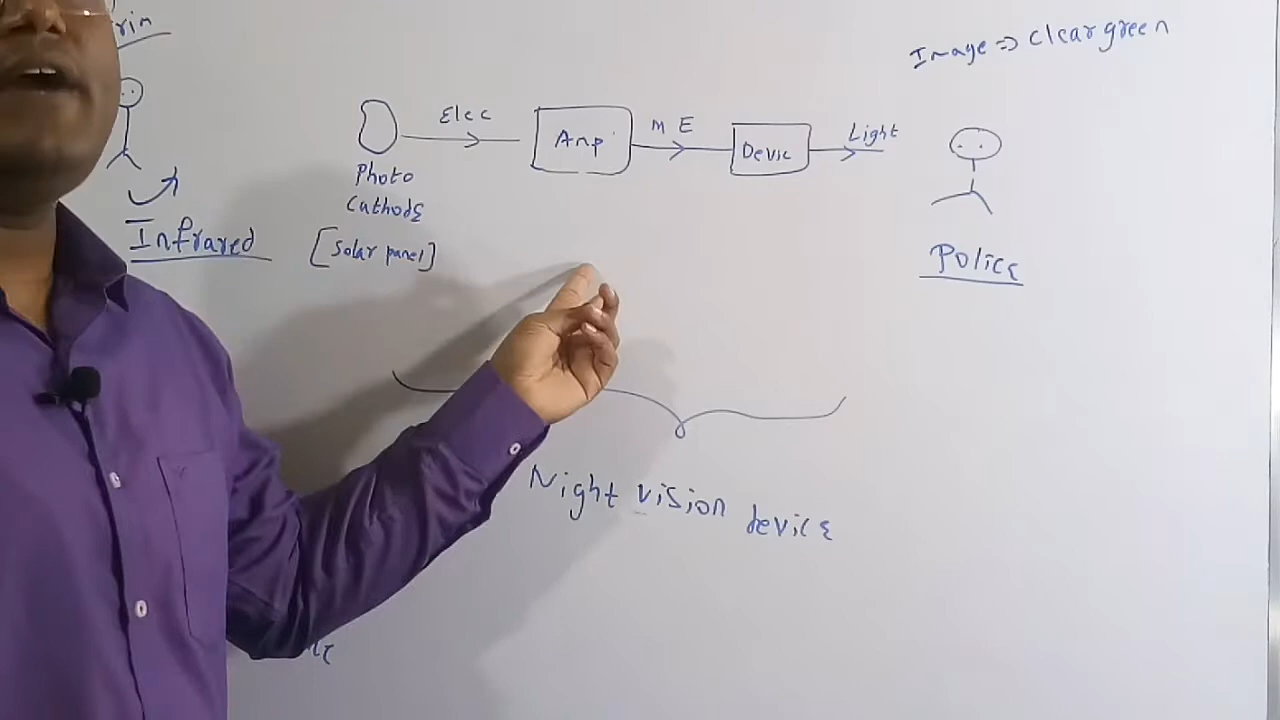 Image => Clear green
Elec
Amp
M E
Devic
Light
Photo
Cathode
[Solar panel]
Infrared
Police
Night vision device